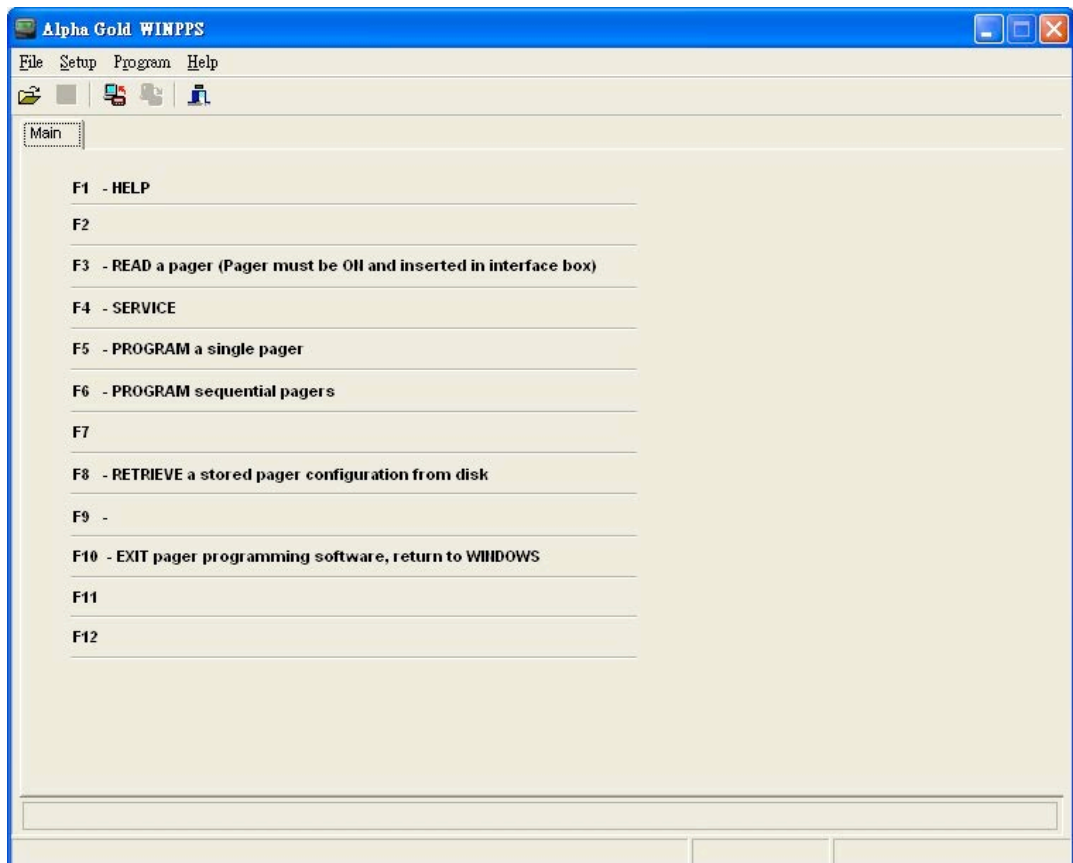 Alpha Gold WINPPS
File Setup Program Help
Main
F1 - HELP
F2
F3 - READ a pager (Pager must be ON and inserted in interface box)
F4 - SERVICE
F5 - PROGRAM a single pager
F6 - PROGRAM sequential pagers
F7
F8 - RETRIEVE a stored pager configuration from disk
F9 -
F10 - EXIT pager programming software, return to WINDOWS
F11
F12